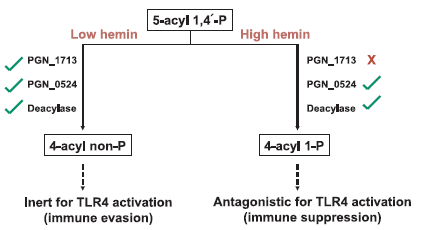 5-acyl 1,4´-P
Low hemin
High hemin
PGN_1713
PGN_0524
Deacylase
PGN_1713 X
PGN_0524
Deacylase
4-acyl non-P
4-acyl 1-P
Inert for TLR4 activation
(immune evasion)
Antagonistic for TLR4 activation
(immune suppression)